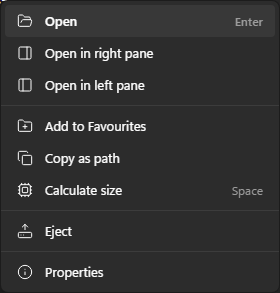 Open Enter
Open in right pane
Open in left pane
Add to Favourites
Copy as path
Calculate size Space
Eject
Properties